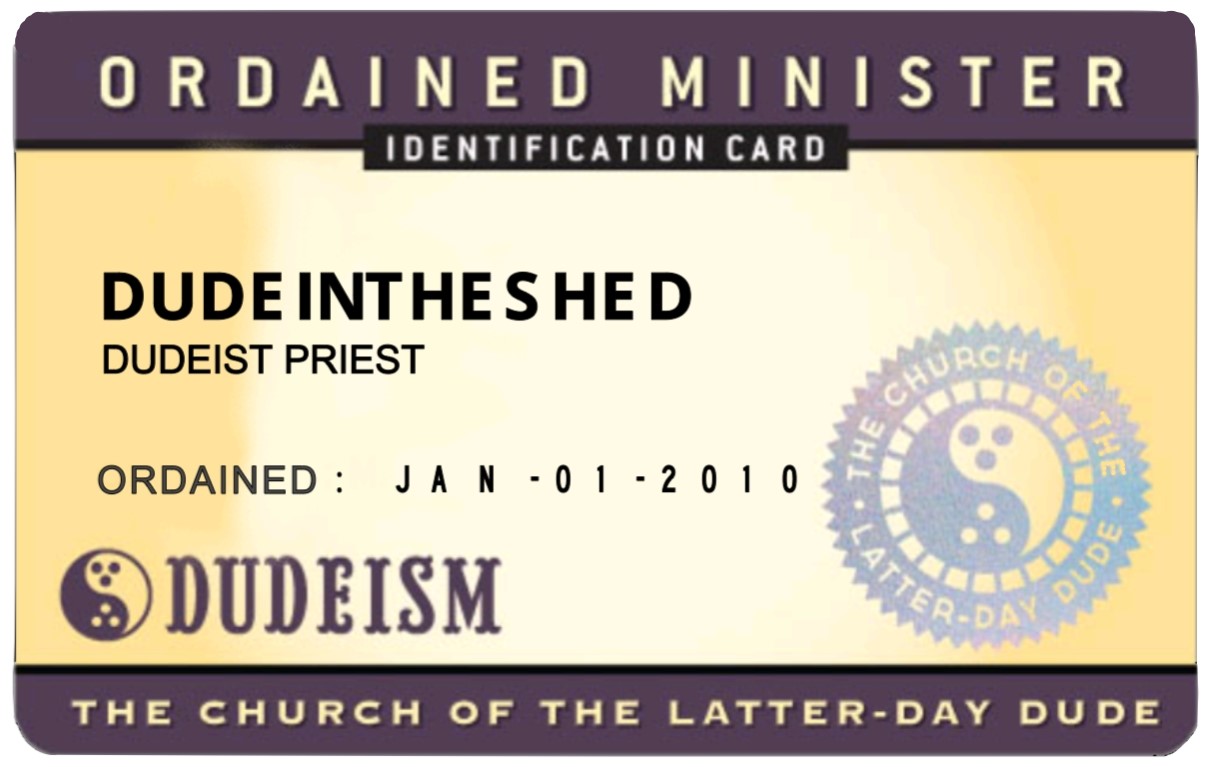 ORDAINED MINISTER
IDENTIFICATION CARD
DUDEINTHESHED
DUDEIST PRIEST
ORDAINED : JAN-01-2010
THE CHURCH OF THE
LATTER-DAY DUDE
DUDEISM
THE CHURCH OF THE LATTER-DAY DUDE